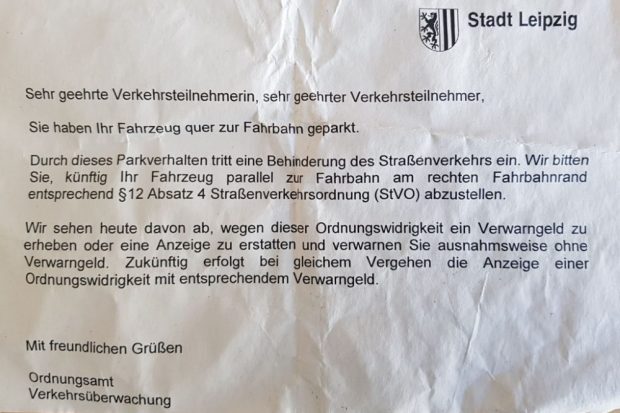 Stadt Leipzig
Sehr geehrte Verkehrsteilnehmerin, sehr geehrter Verkehrsteilnehmer,
Sie haben Ihr Fahrzeug quer zur Fahrbahn geparkt.
Durch dieses Parkverhalten tritt eine Behinderung des Straßenverkehrs ein. Wir bitten
Sie, künftig Ihr Fahrzeug parallel zur Fahrbahn am rechten Fahrbahnrand
entsprechend §12 Absatz 4 Straßenverkehrsordnung (StVO) abzustellen.
Wir sehen heute davon ab, wegen dieser Ordnungswidrigkeit ein Verwarngeld zu
erheben oder eine Anzeige zu erstatten und verwarnen Sie ausnahmsweise ohne
Verwarngeld. Zukünftig erfolgt bei gleichem Vergehen die Anzeige einer
Ordnungswidrigkeit mit entsprechendem Verwarngeld.
Mit freundlichen Grüßen
Ordnungsamt
Verkehrsüberwachung